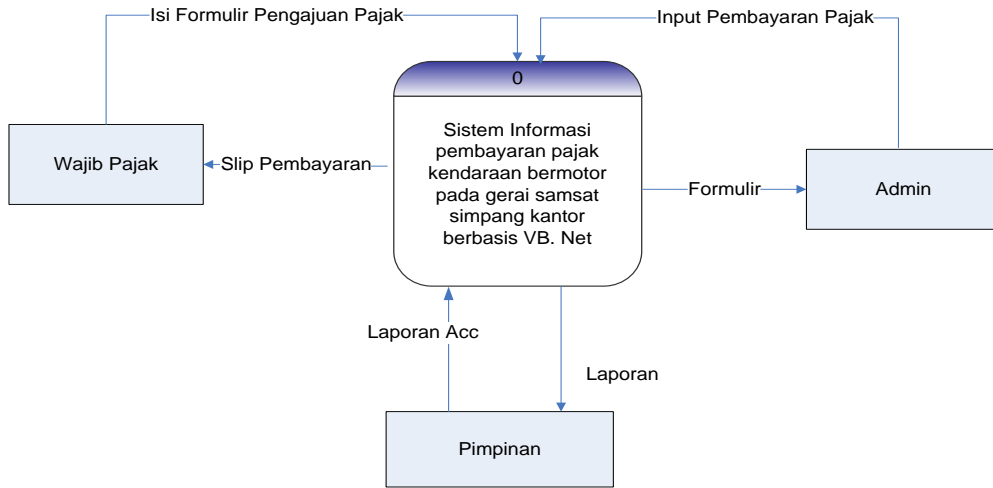 Isi Formulir Pengajuan Pajak
Input Pembayaran Pajak
0
Sistem Informasi
pembayaran pajak
kendaraan bermotor
pada gerai samsat
simpang kantor
berbasis VB. Net
Wajib Pajak
Slip Pembayaran
Formulir
Admin
Laporan Acc
Laporan
Pimpinan